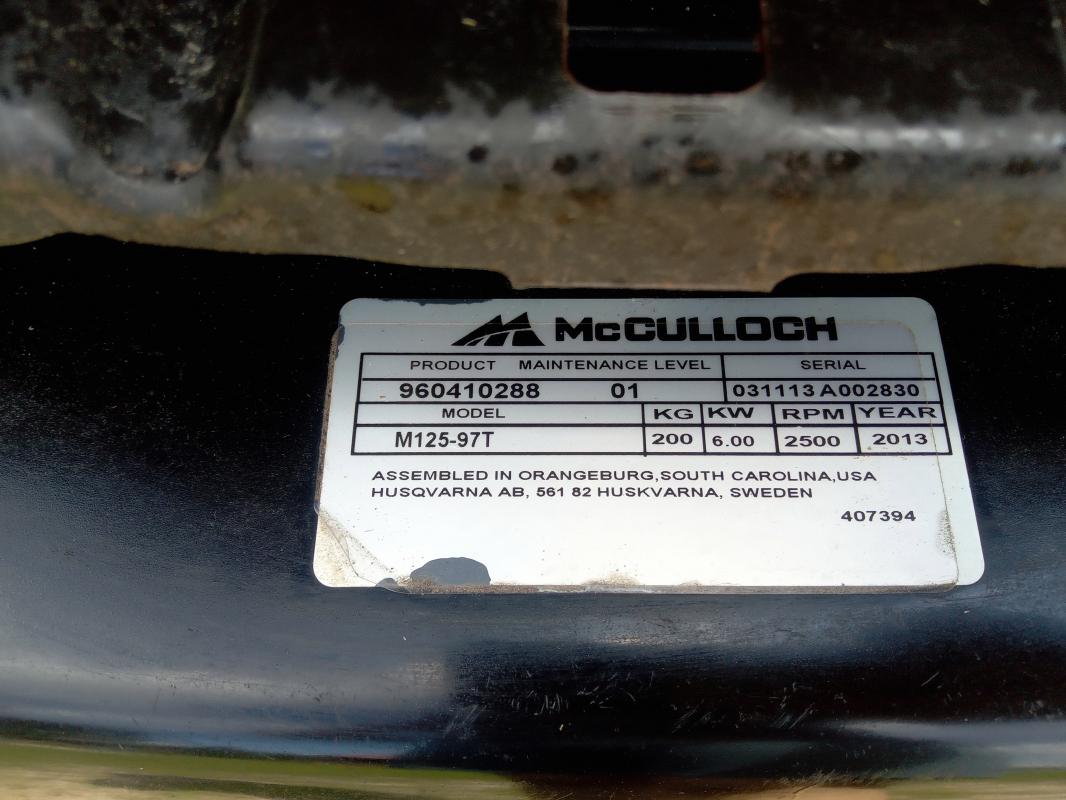 McCULLOCH
PRODUCT MAINTENANCE LEVEL SERIAL
960410288 01 031113 A002830
MODEL KG KW RPM YEAR
M125-97T 200 6.00 2500 2013
ASSEMBLED IN ORANGEBURG,SOUTH CAROLINA,USA
HUSQVARNA AB, 561 82 HUSKVARNA, SWEDEN
407394